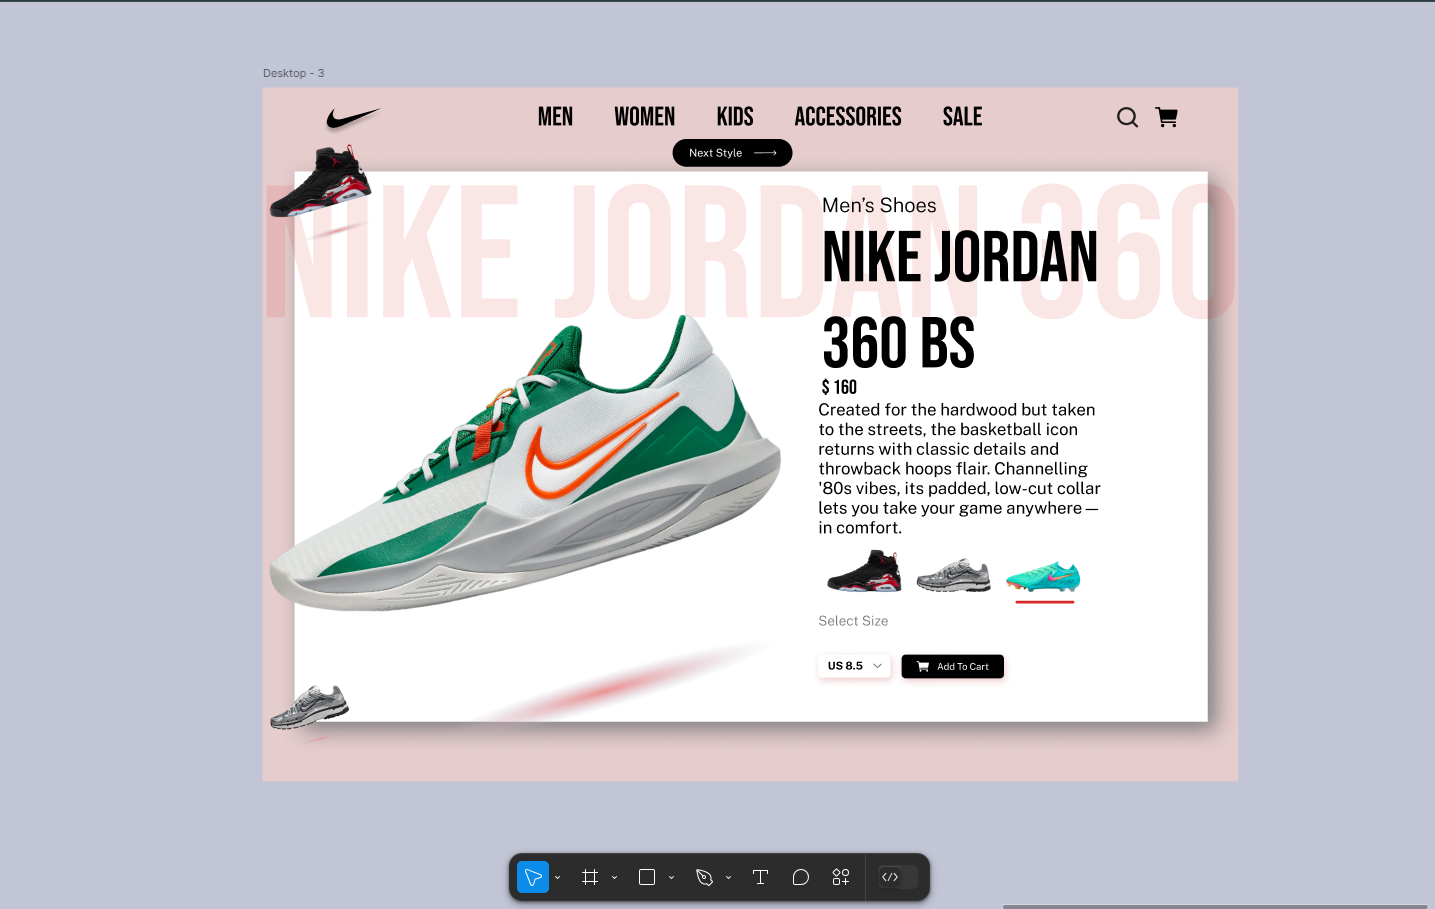 Desktop - 3
MEN WOMEN KIDS ACCESSORIES SALE
Next Style
NIKE JORDAN 360
Men’s Shoes
NIKE JORDAN
360 BS
$ 160
Created for the hardwood but taken
to the streets, the basketball icon
returns with classic details and
throwback hoops flair. Channelling
'80s vibes, its padded, low-cut collar
lets you take your game anywhere—
in comfort.
Select Size
US 8.5
Add To Cart